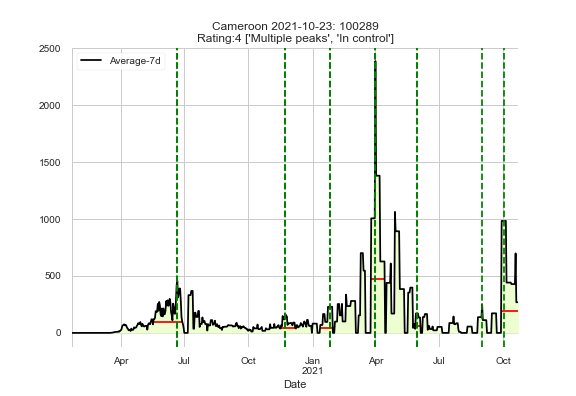 Cameroon 2021-10-23: 100289
Rating:4 ['Multiple peaks', 'In control']
Average-7d
2500
2000
1500
1000
500
0
Apr Jul Oct Jan Apr Jul Oct
2021
Date